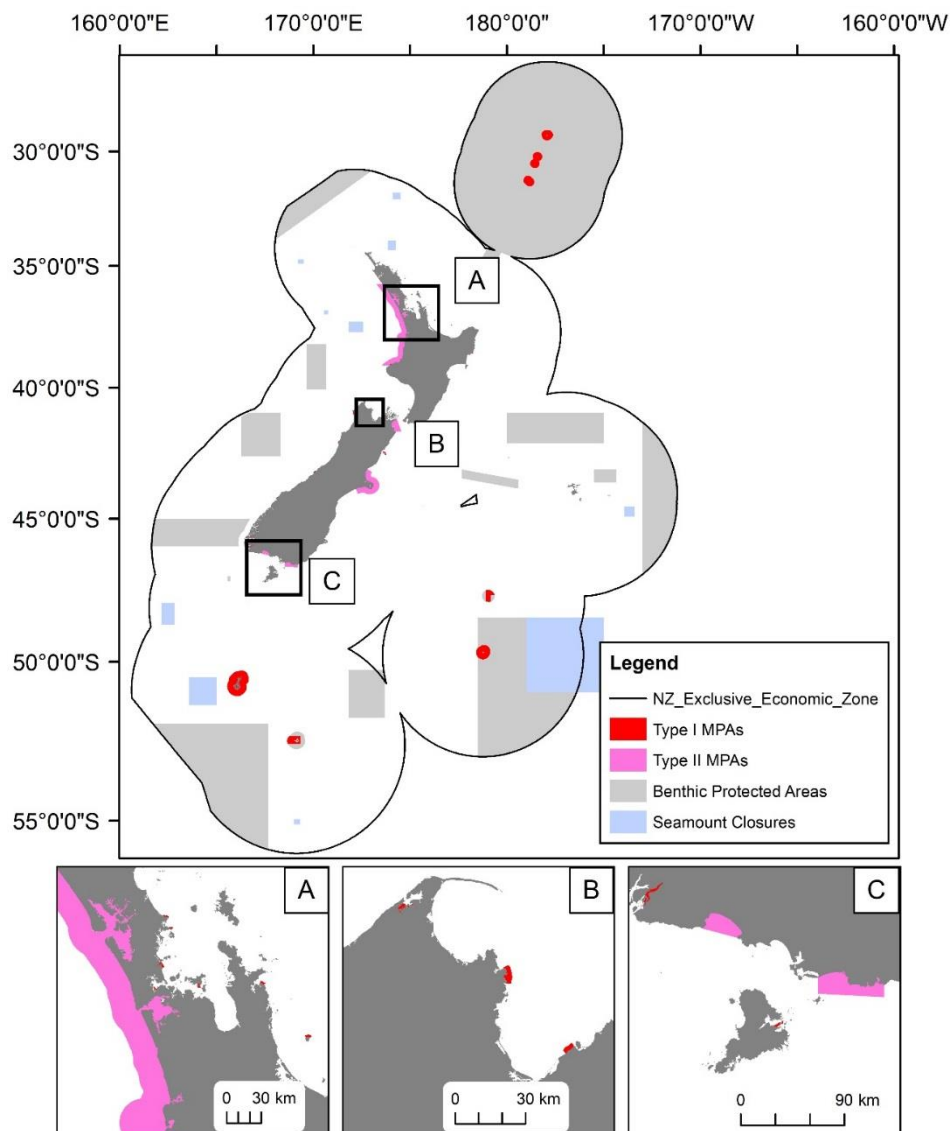 160°0'0"E 170°0'0"E 180°0'0" 170°0'0"W 160°0'0"W
30°0'0"S
35°0'0"S
40°0'0"S
45°0'0"S
50°0'0"S
55°0'0"S
A
B
C
Legend
NZ_Exclusive_Economic_Zone
Type I MPAs
Type II MPAs
Benthic Protected Areas
Seamount Closures
A
0 30 km
B
0 30 km
C
0 90 km